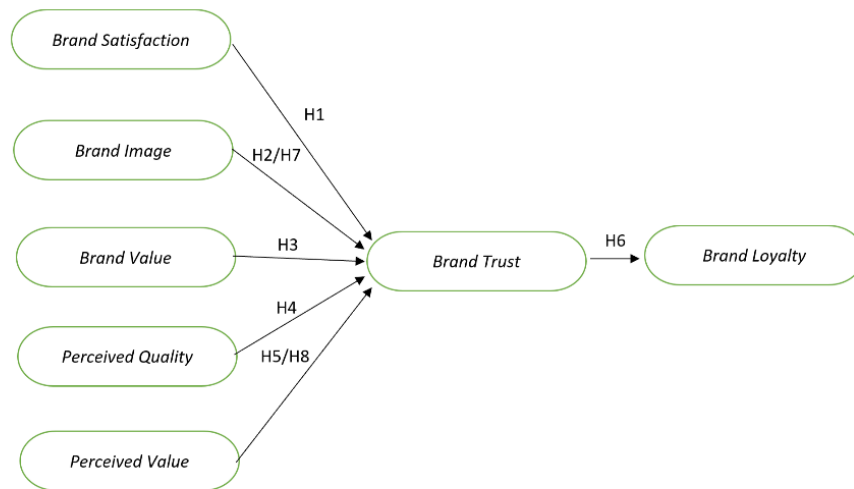 Brand Satisfaction
H1
Brand Image
H2/H7
Brand Value
H3
Brand Trust
H6
Brand Loyalty
H4
Perceived Quality
H5/H8
Perceived Value